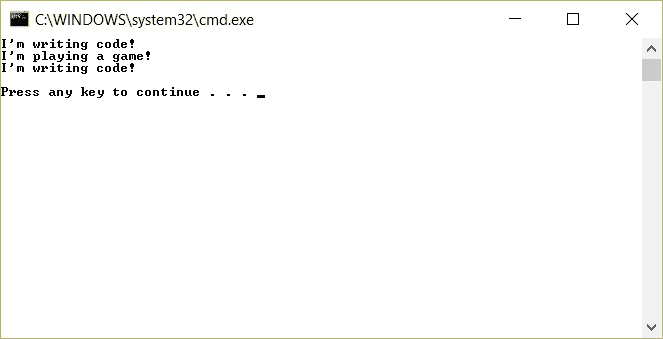 C:\WINDOWS\system32\cmd.exe
I'm writing code!
I'm playing a game!
I'm writing code!
Press any key to continue . . . _